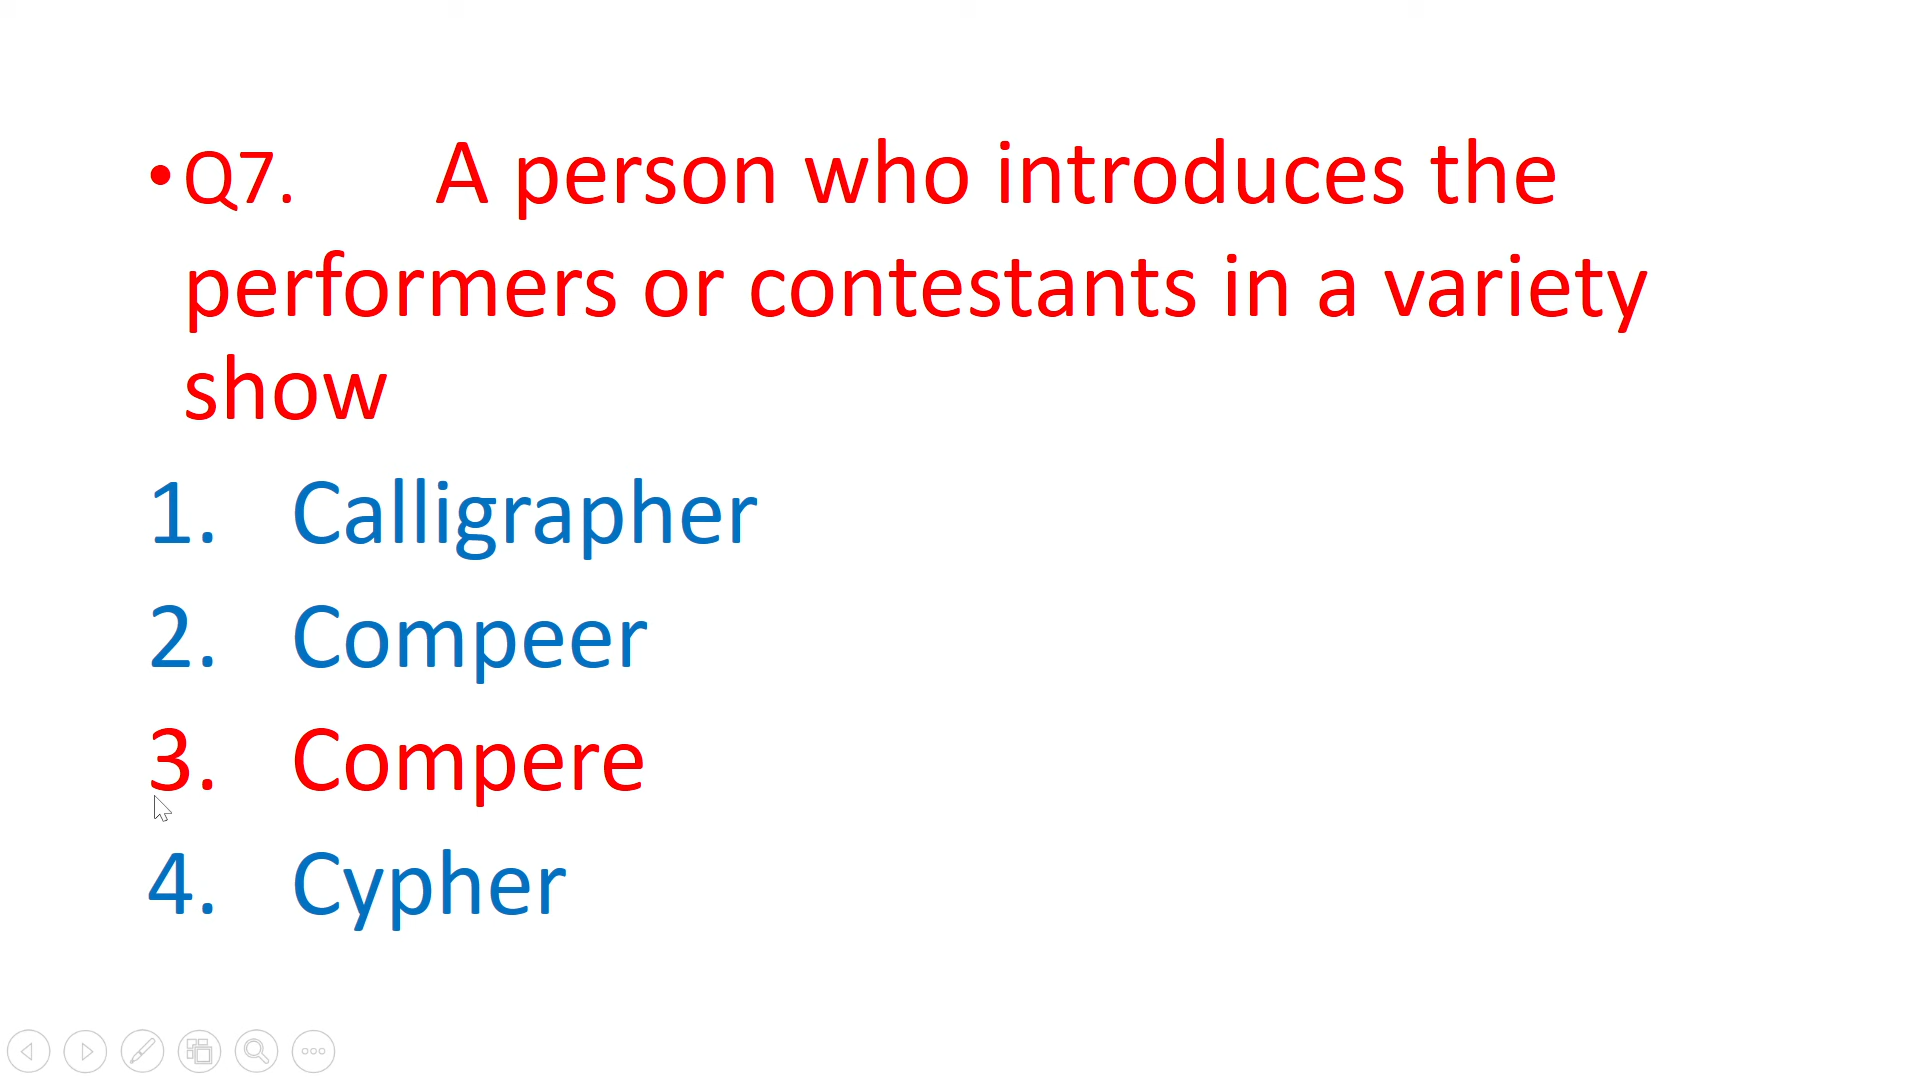 • Q7. A person who introduces the
performers or contestants in a variety
show
1. Calligrapher
2. Compeer
3. Compere
4. Cypher